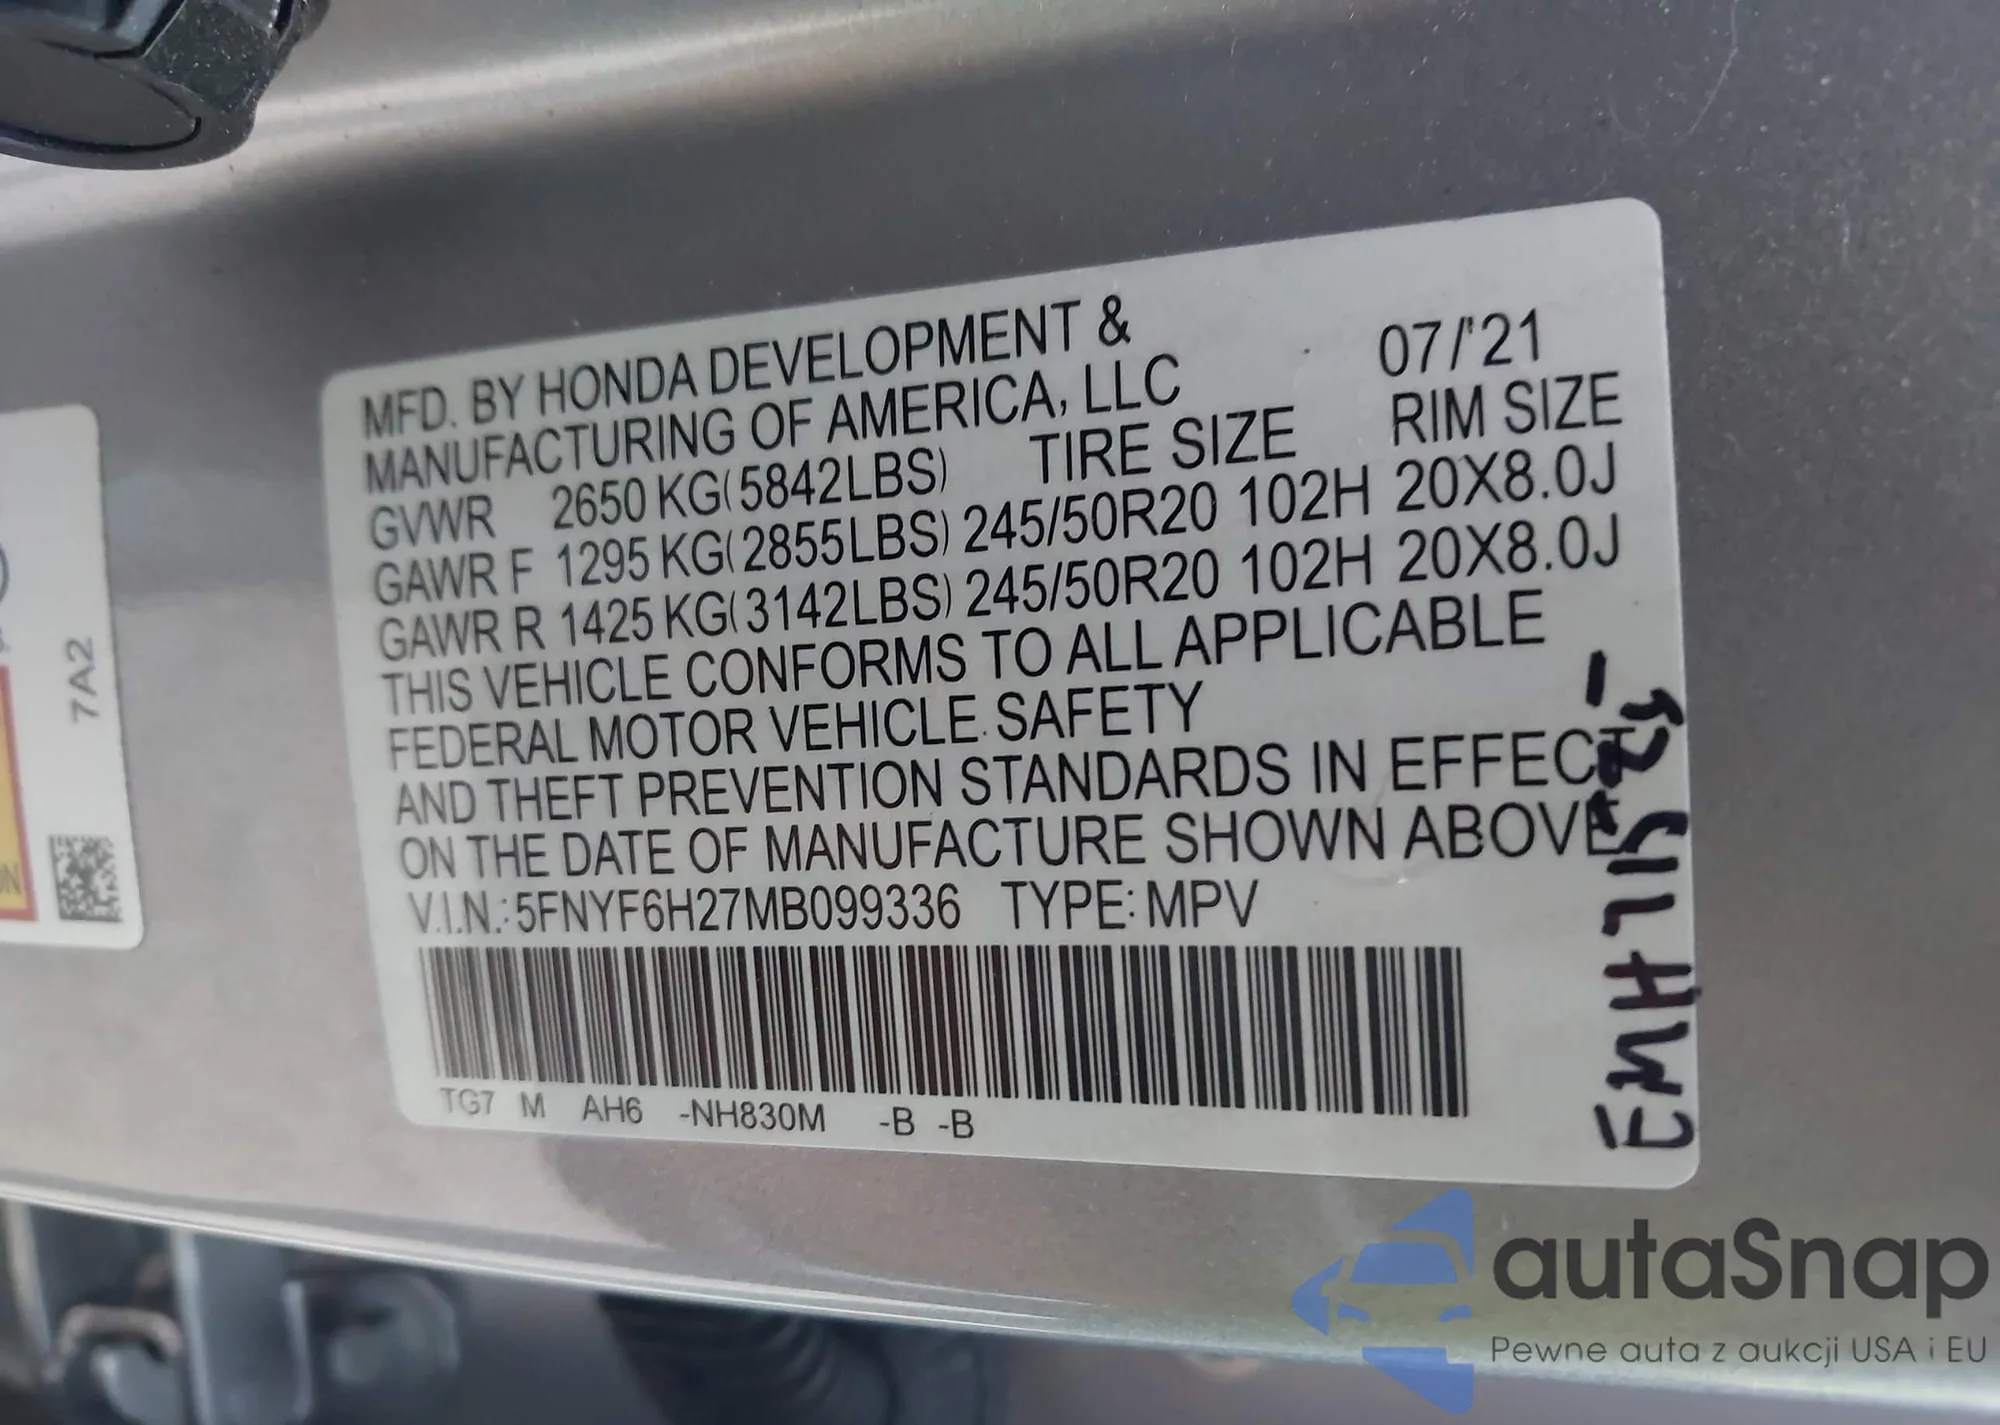 MFD. BY HONDA DEVELOPMENT &
MANUFACTURING OF AMERICA, LLC 07/'21
GVWR 2650 KG(5842LBS) TIRE SIZE RIM SIZE
GAWR F 1295 KG(2855LBS) 245/50R20 102H 20X8.0J
GAWR R 1425 KG(3142LBS) 245/50R20 102H 20X8.0J
THIS VEHICLE CONFORMS TO ALL APPLICABLE
FEDERAL MOTOR VEHICLE SAFETY
AND THEFT PREVENTION STANDARDS IN EFFECT
ON THE DATE OF MANUFACTURE SHOWN ABOVE
V.I.N.: 5FNYF6H27MB099336 TYPE: MPV
TG7 M AH6 -NH830M -B -B
7A2
autaSnap
Pewne auta z aukcji USA i EU